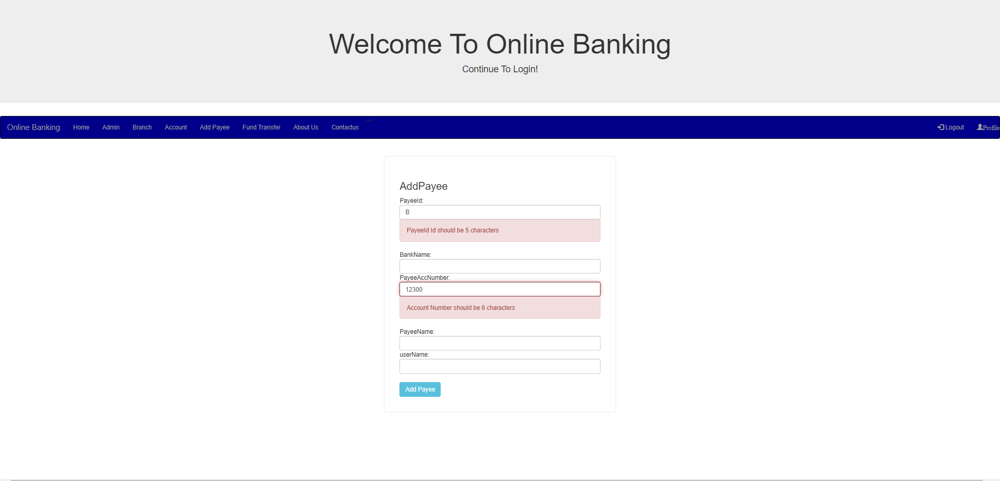 Welcome To Online Banking
Continue To Login!
Online Banking Home Admin Branch Account Add Payee Fund Transfer About Us Contactus --> Logout Profile
AddPayee
PayeeId:
B
PayeeId Id should be 5 characters
BankName:
PayeeAccNumber:
12300
Account Number should be 6 characters
PayeeName:
userName:
Add Payee